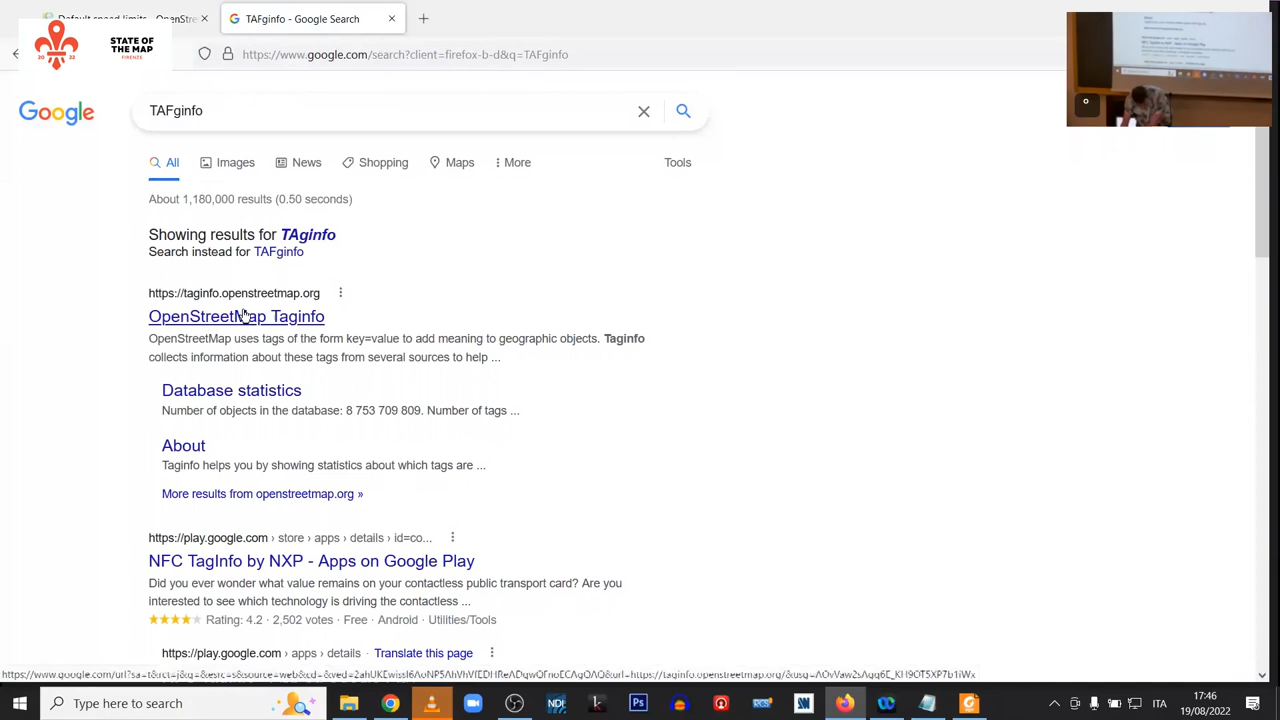 Default speed limits - OpenStre
TAFginfo - Google Search
STATE OF
THE MAP
FIRENZE
2022
Google
TAFginfo
All
Images
News
Shopping
Maps
More
Tools
About 1,180,000 results (0.50 seconds)
Showing results for TAginfo
Search instead for TAFginfo
https://taginfo.openstreetmap.org
OpenStreetMap Taginfo
OpenStreetMap uses tags of the form key=value to add meaning to geographic objects. Taginfo
collects information about these tags from several sources to help ...
Database statistics
Number of objects in the database: 8 753 709 809. Number of tags ...
About
Taginfo helps you by showing statistics about which tags are ...
More results from openstreetmap.org »
https://play.google.com › store › apps › details › id=co...
NFC TagInfo by NXP - Apps on Google Play
Did you ever wonder what value remains on your contactless public transport card? Are you
interested to see which technology is driving the contactless ...
Rating: 4.2 · 2,502 votes · Free · Android · Utilities/Tools
https://play.google.com › apps › details · Translate this page
Type here to search
ITA
17:46
19/08/2022